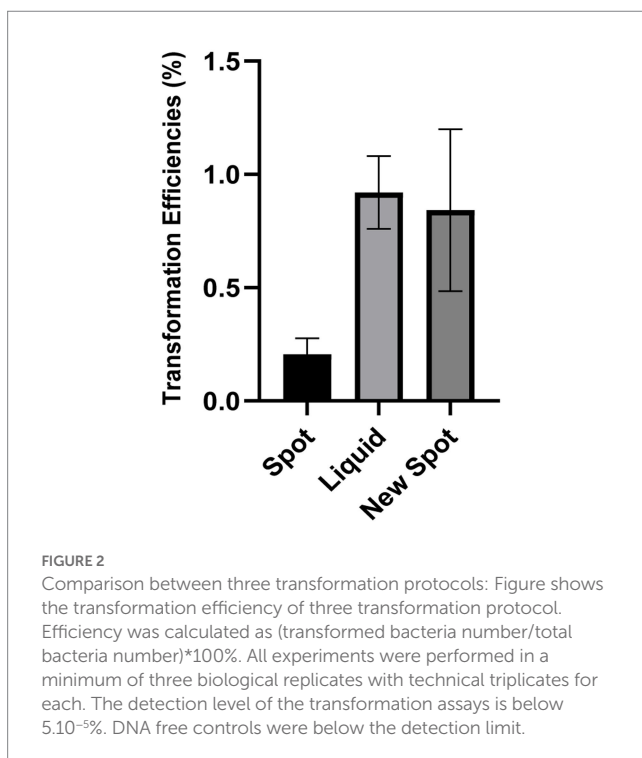 Transformation Efficiencies (%)
1.5
1.0
0.5
0.0
Spot
Liquid
New Spot
FIGURE 2
Comparison between three transformation protocols: Figure shows
the transformation efficiency of three transformation protocol.
Efficiency was calculated as (transformed bacteria number/total
bacteria number)*100%. All experiments were performed in a
minimum of three biological replicates with technical triplicates for
each. The detection level of the transformation assays is below
5.10⁻⁵%. DNA free controls were below the detection limit.